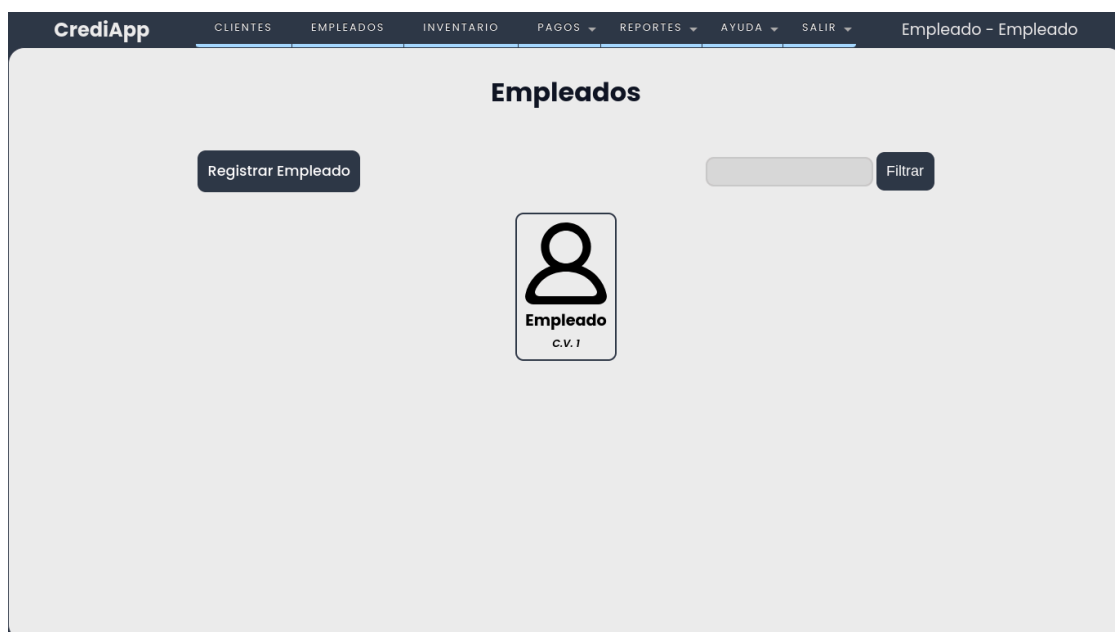 CrediApp CLIENTES EMPLEADOS INVENTARIO PAGOS REPORTES AYUDA SALIR Empleado - Empleado
Empleados
Registrar Empleado Filtrar
Empleado
C.V. 1